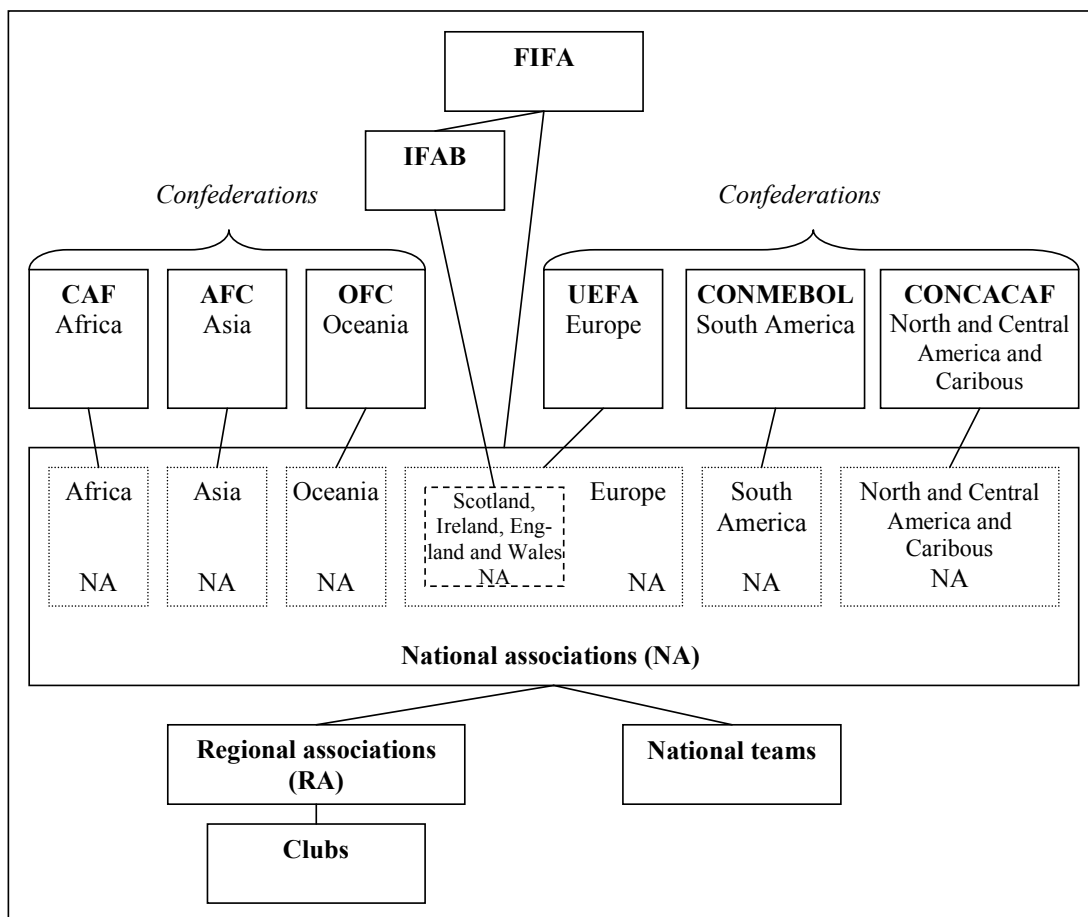 FIFA
IFAB
Confederations
Confederations
CAF
Africa
AFC
Asia
OFC
Oceania
UEFA
Europe
CONMEBOL
South America
CONCACAF
North and Central
America and
Caribous
Africa
NA
Asia
NA
Oceania
NA
Scotland,
Ireland, Eng-
land and Wales
NA
Europe
NA
South
America
NA
North and Central
America and
Caribous
NA
National associations (NA)
Regional associations
(RA)
National teams
Clubs